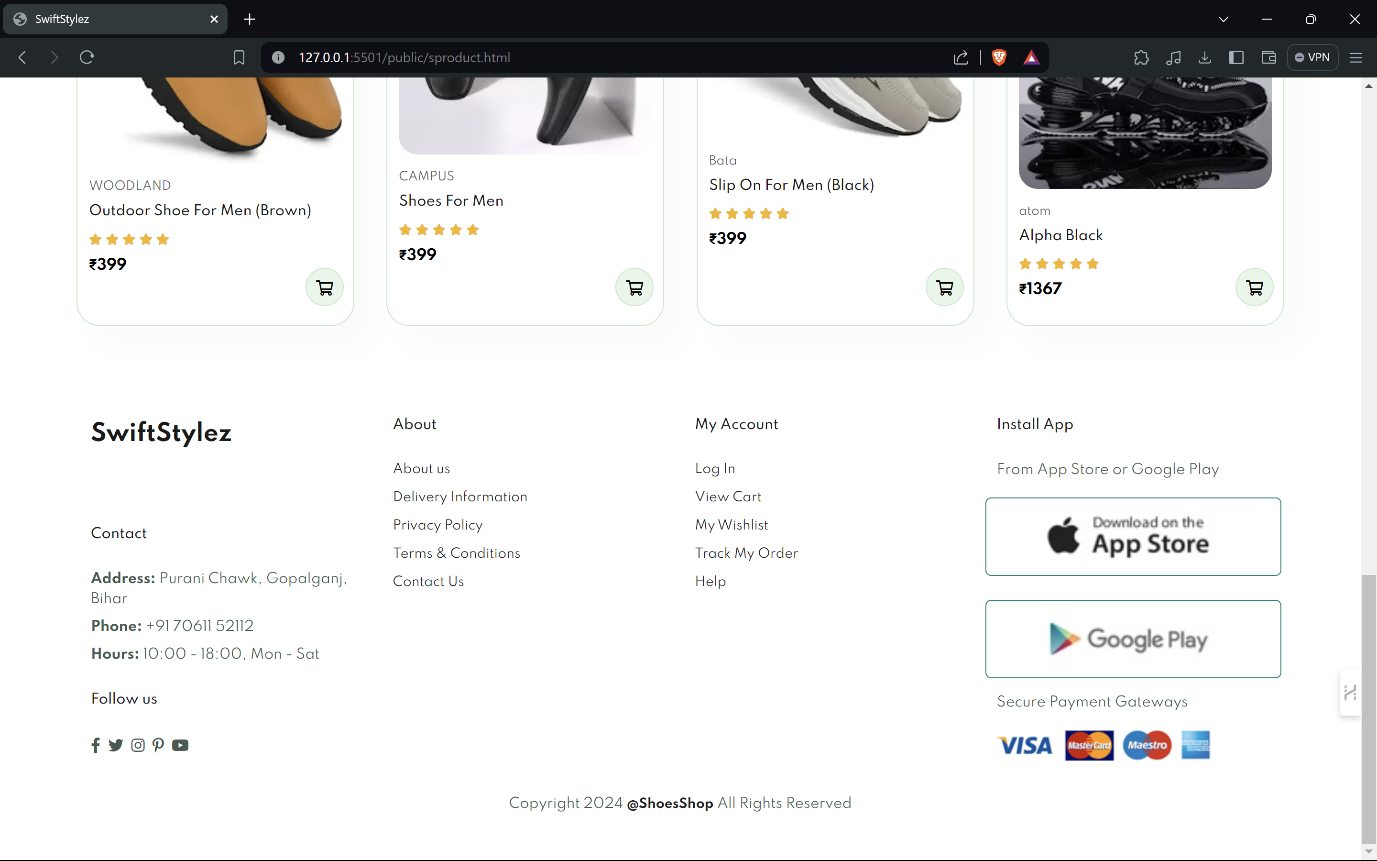 SwiftStylez
127.0.0.1:5501/public/sproduct.html
VPN
WOODLAND
Outdoor Shoe For Men (Brown)
₹399
CAMPUS
Shoes For Men
₹399
Bata
Slip On For Men (Black)
₹399
atom
Alpha Black
₹1367
SwiftStylez
Contact
Address: Purani Chawk, Gopalganj,
Bihar
Phone: +91 70611 52112
Hours: 10:00 - 18:00, Mon - Sat
Follow us
About
About us
Delivery Information
Privacy Policy
Terms & Conditions
Contact Us
My Account
Log In
View Cart
My Wishlist
Track My Order
Help
Install App
From App Store or Google Play
Download on the
App Store
Google Play
Secure Payment Gateways
VISA
MasterCard
Maestro
Copyright 2024 @ShoesShop All Rights Reserved